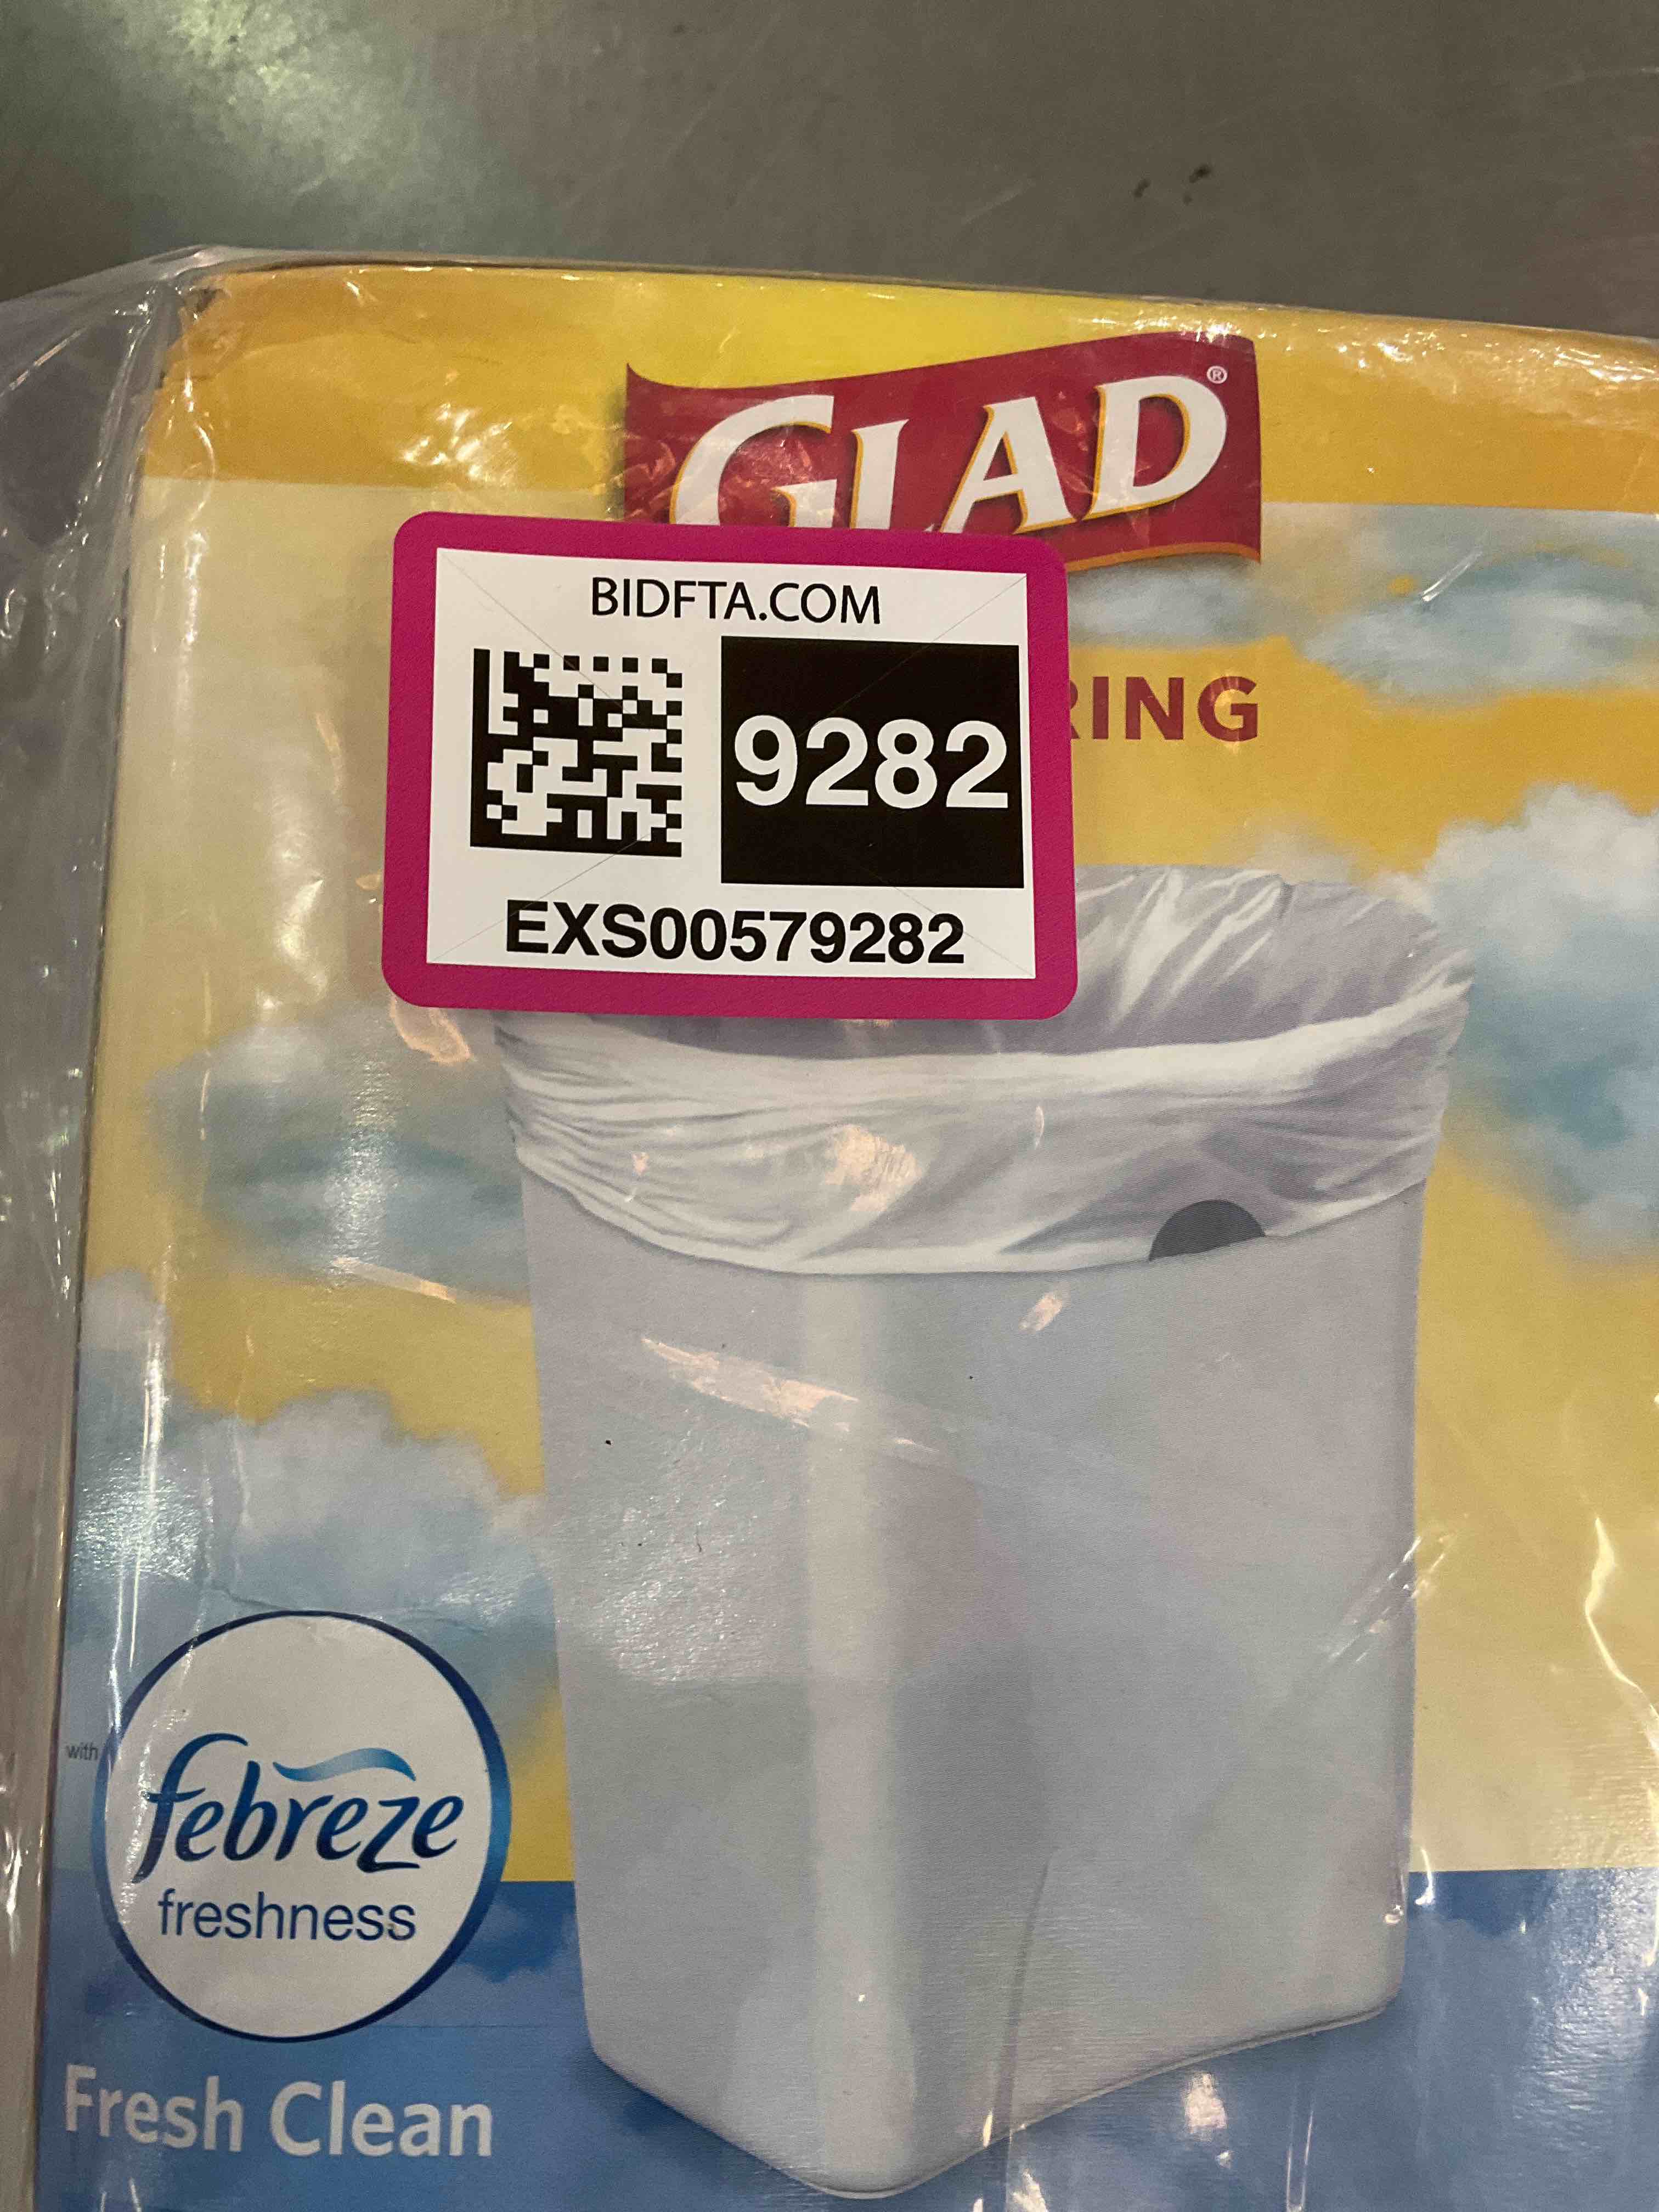 GLAD®
BIDFTA.COM
9282
RING
EXS00579282
with
febreze
freshness
Fresh Clean